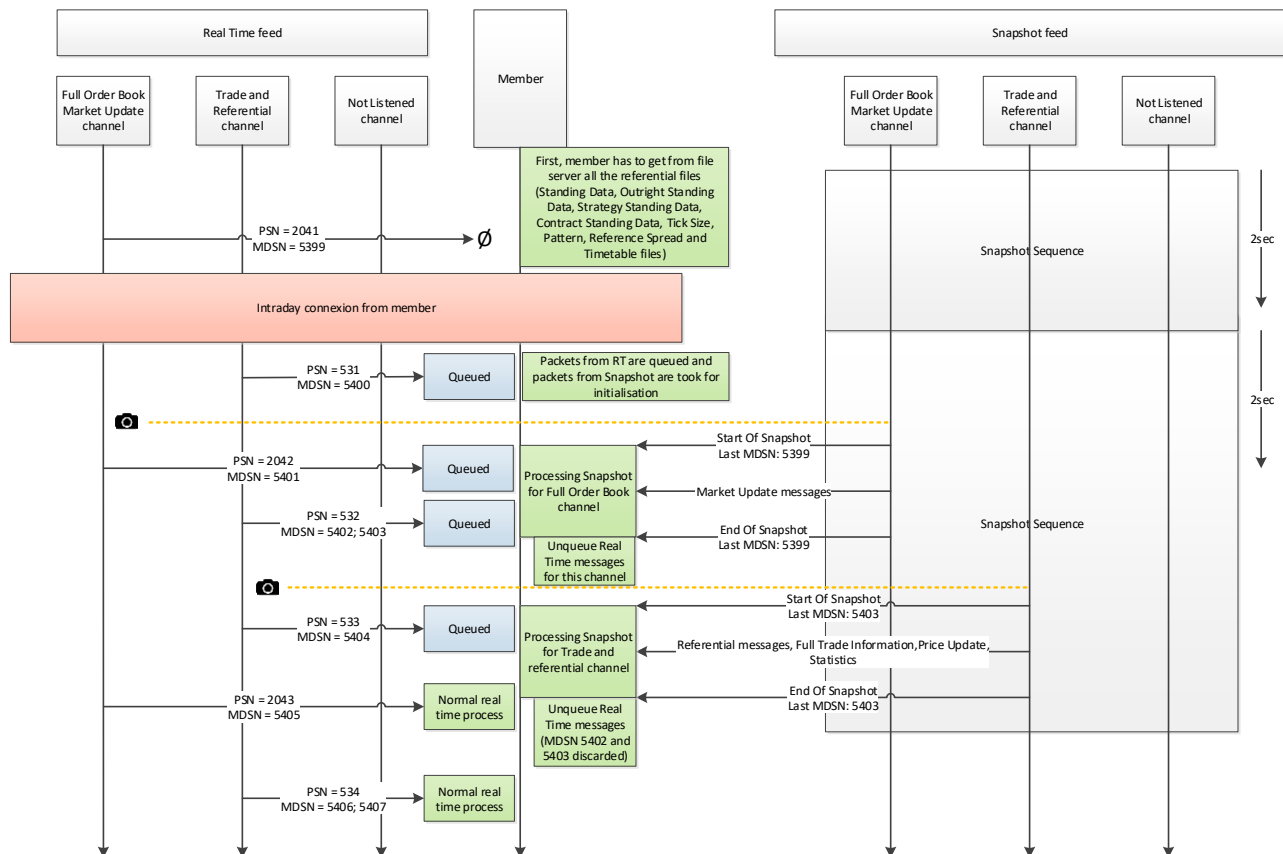 Real Time feed
Member
Snapshot feed
Full Order Book
Market Update
channel
Trade and
Referential
channel
Not Listened
channel
Full Order Book
Market Update
channel
Trade and
Referential
channel
Not Listened
channel
First, member has to get from file
server all the referential files
(Standing Data, Outright Standing
Data, Strategy Standing Data,
Contract Standing Data, Tick Size,
Pattern, Reference Spread and
Timetable files)
PSN = 2041
MDSN = 5399
Ø
Snapshot Sequence
2sec
Intraday connexion from member
PSN = 531
MDSN = 5400
Queued
Packets from RT are queued and
packets from Snapshot are took for
initialisation
2sec
Start Of Snapshot
Last MDSN: 5399
PSN = 2042
MDSN = 5401
Queued
Processing Snapshot
for Full Order Book
channel
Market Update messages
PSN = 532
MDSN = 5402; 5403
Queued
End Of Snapshot
Last MDSN: 5399
Snapshot Sequence
Unqueue Real
Time messages
for this channel
Start Of Snapshot
Last MDSN: 5403
PSN = 533
MDSN = 5404
Queued
Processing Snapshot
for Trade and
referential channel
Referential messages, Full Trade Information,Price Update,
Statistics
End Of Snapshot
Last MDSN: 5403
PSN = 2043
MDSN = 5405
Normal real
time process
Unqueue Real
Time messages
(MDSN 5402 and
5403 discarded)
PSN = 534
MDSN = 5406; 5407
Normal real
time process